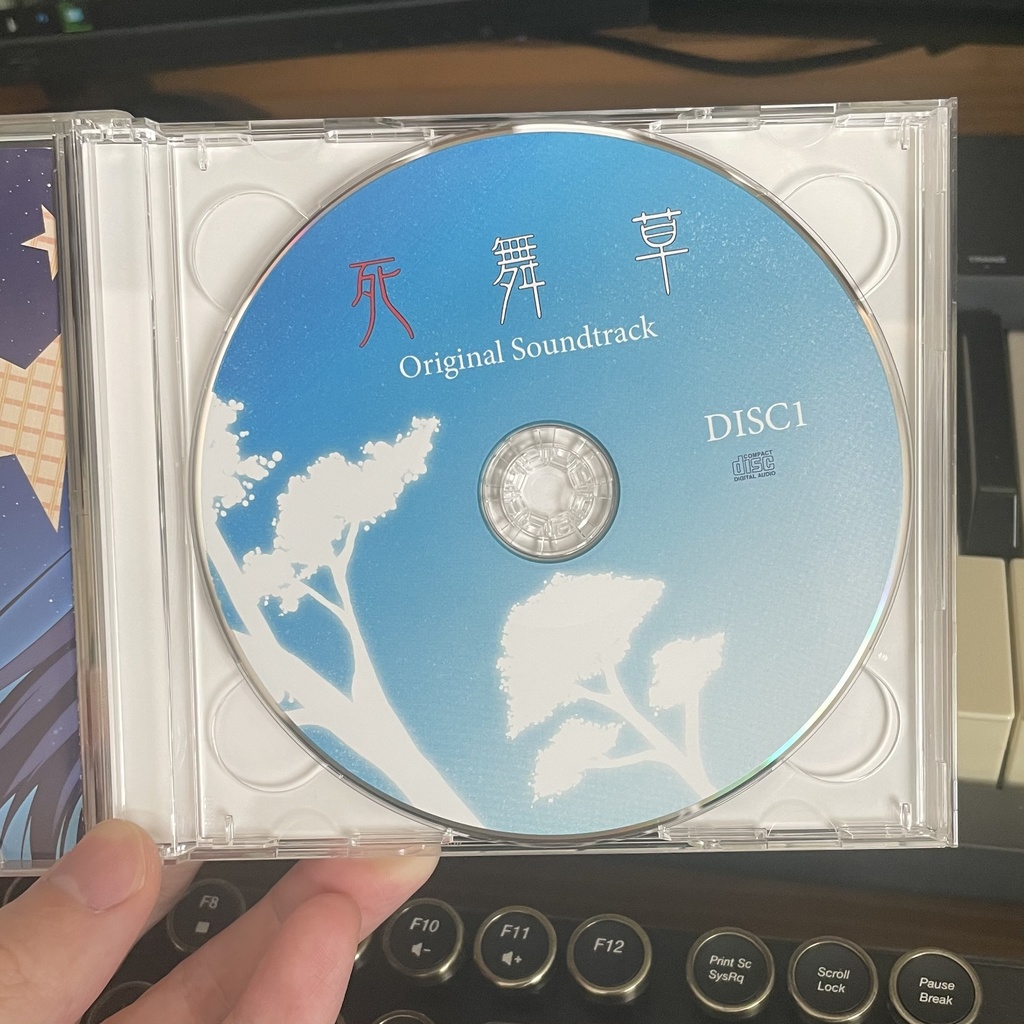 死舞草
Original Soundtrack
DISC1
COMPACT
disc
DIGITAL AUDIO
F8
F10
F11
F12
Print Sc
SysRq
Scroll
Lock
Pause
Break